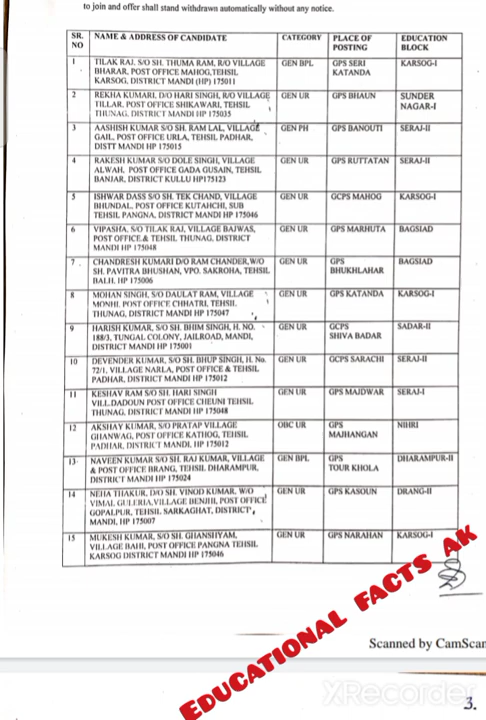 to join and offer shall stand withdrawn automatically without any notice.
SR. NO NAME & ADDRESS OF CANDIDATE CATEGORY PLACE OF POSTING EDUCATION BLOCK
1 TILAK RAJ, S/O SH. THUMA RAM, R/O VILLAGE GEN BPL GPS SERI KARSOG-I
BHARAR, POST OFFICE MAHOG,TEHSIL KATANDA
KARSOG, DISTRICT MANDI (HP) 175011
2 REKHA KUMARI, D/O HARI SINGH, R/O VILLAGE GEN UR GPS BHAUN SUNDER
TILLAR, POST OFFICE SHIKAWARI, TEHSIL NAGAR-I
THUNAG, DISTRICT MANDI HP 175035
3 AASHISH KUMAR S/O SH. RAM LAL, VILLAGE GEN PH GPS BANOUTI SERAJ-II
GAIL, POST OFFICE URLA, TEHSIL PADHAR,
DISTT MANDI HP 175015
4 RAKESH KUMAR S/O DOLE SINGH, VILLAGE GEN UR GPS RUTTATAN SERAJ-II
ALWAH, POST OFFICE GADA GUSAIN, TEHSIL
BANJAR, DISTRICT KULLU HP175123
5 ISHWAR DASS S/O SH. TEK CHAND, VILLAGE GEN UR GCPS MAHOG KARSOG-I
BHUNDAL, POST OFFICE KUTAHCHI, SUB
TEHSIL PANGNA, DISTRICT MANDI HP 175046
6 VIPASHA, S/O TILAK RAJ, VILLAGE BAJWAS, GEN UR GPS MARHUTA BAGSIAD
POST OFFICE & TEHSIL THUNAG, DISTRICT
MANDI HP 175048
7 CHANDRESH KUMARI D/O RAM CHANDER,W/O GEN UR GPS BAGSIAD
SH. PAVITRA BHUSHAN, VPO. SAKROHA, TEHSIL BHUKHLAHAR
BALH, HP 175006
8 MOHAN SINGH, S/O DAULAT RAM, VILLAGE GEN UR GPS KATANDA KARSOG-I
MONHI, POST OFFICE CHHATRI, TEHSIL
THUNAG, DISTRICT MANDI HP 175047
9 HARISH KUMAR, S/O SH. BHIM SINGH, H. NO. GEN UR GCPS SADAR-II
188/3, TUNGAL COLONY, JAILROAD, MANDI, SHIVA BADAR
DISTRICT MANDI HP 175001
10 DEVENDER KUMAR, S/O SH. BHUP SINGH, H. No. GEN UR GCPS SARACHI SERAJ-II
72/1, VILLAGE NARLA, POST OFFICE & TEHSIL
PADHAR, DISTRICT MANDI HP 175012
11 KESHAV RAM S/O SH. HARI SINGH GEN UR GPS MAJDWAR SERAJ-I
VILL.DADOUN POST OFFICE CHEUNI TEHSIL
THUNAG, DISTRICT MANDI HP 175048
12 AKSHAY KUMAR, S/O PRATAP VILLAGE OBC UR GPS NIHRI
GHANWAG, POST OFFICE KATHOG, TEHSIL MAJHANGAN
PADHAR, DISTRICT MANDI, HP 175012
13 NAVEEN KUMAR S/O SH. RAJ KUMAR, VILLAGE GEN BPL GPS DHARAMPUR-II
& POST OFFICE BRANG, TEHSIL DHARAMPUR, TOUR KHOLA
DISTRICT MANDI HP 175024
14 NEHA THAKUR, D/O SH. VINOD KUMAR, W/O GEN UR GPS KASOUN DRANG-II
VIMAL GULERIA,VILLAGE BENJHI, POST OFFICE
GOPALPUR, TEHSIL SARKAGHAT, DISTRICT,
MANDI, HP 175007
15 MUKESH KUMAR, S/O SH. GHANSHYAM, GEN UR GPS NARAHAN KARSOG-I
VILLAGE BAHI, POST OFFICE PANGNA TEHSIL
KARSOG DISTRICT MANDI HP 175046
EDUCATIONAL FACTS AK
Scanned by CamScan
XRecorder
3.